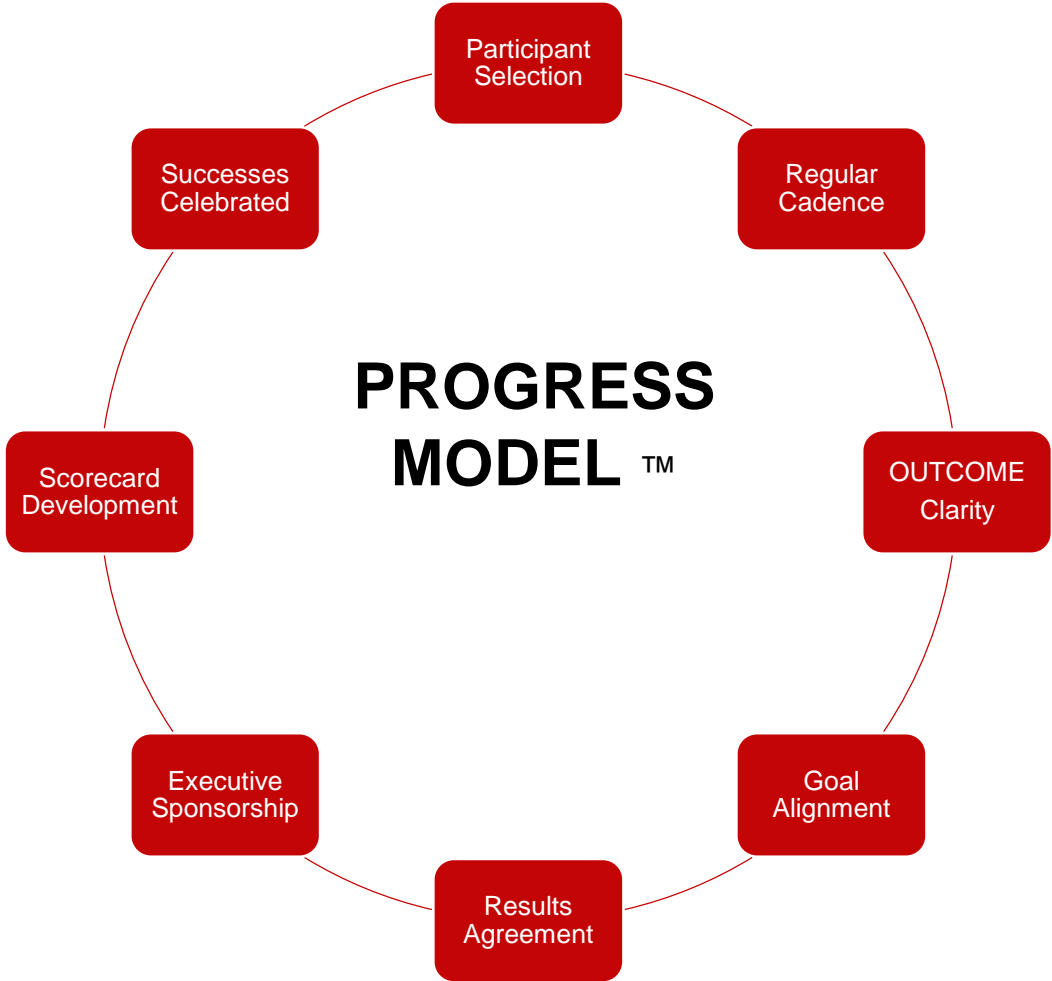 Participant
Selection
Regular
Cadence
OUTCOME
Clarity
Goal
Alignment
Results
Agreement
Executive
Sponsorship
Scorecard
Development
Successes
Celebrated
PROGRESS
MODEL ™